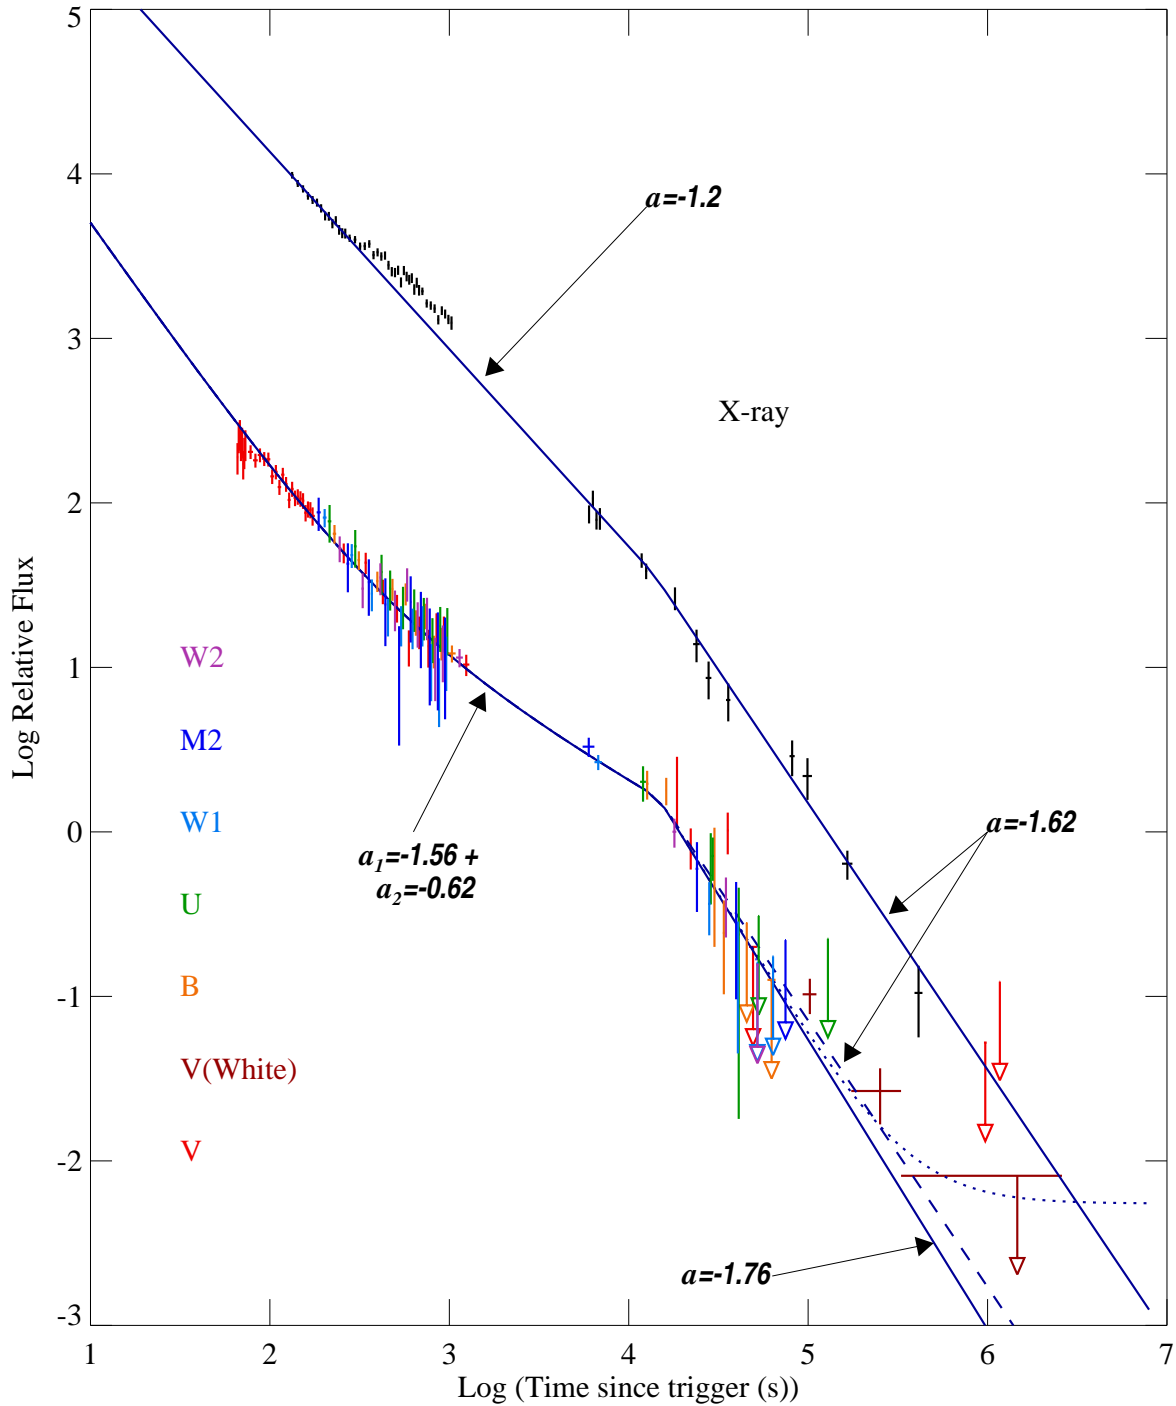 5
4
3
2
1
0
-1
-2
-3
Log Relative Flux
a=-1.2
X-ray
W2
M2
W1
U
B
V(White)
V
a₁=-1.56 +
a₂=-0.62
a=-1.62
a=-1.76
1 2 3 4 5 6 7
Log (Time since trigger (s))